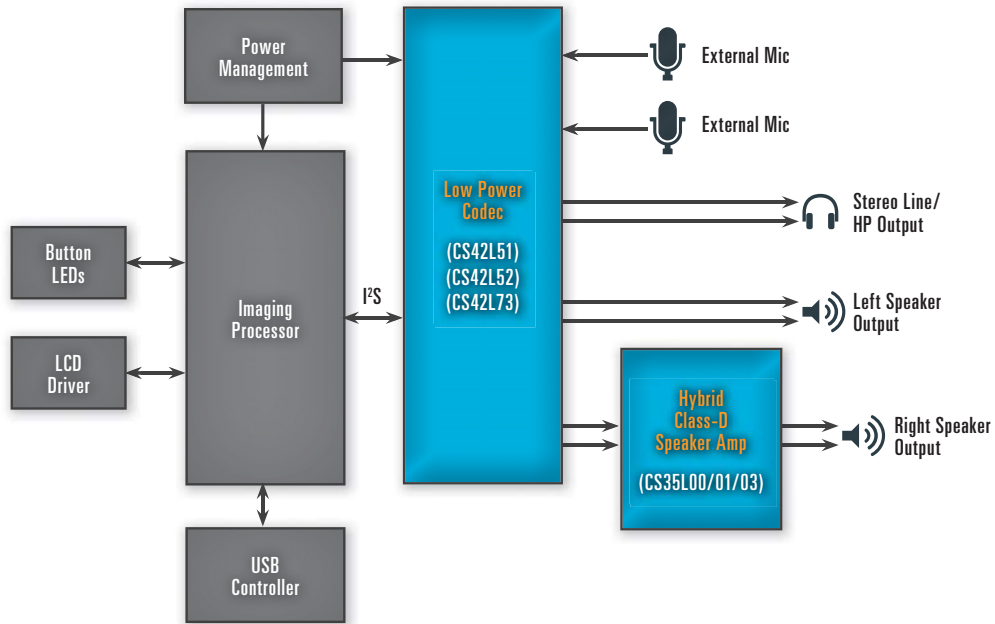 Power
Management
External Mic
External Mic
Low Power
Codec
(CS42L51)
(CS42L52)
(CS42L73)
Stereo Line/
HP Output
Button
LEDs
I²S
Imaging
Processor
Left Speaker
Output
LCD
Driver
Hybrid
Class-D
Speaker Amp
(CS35L00/01/03)
Right Speaker
Output
USB
Controller